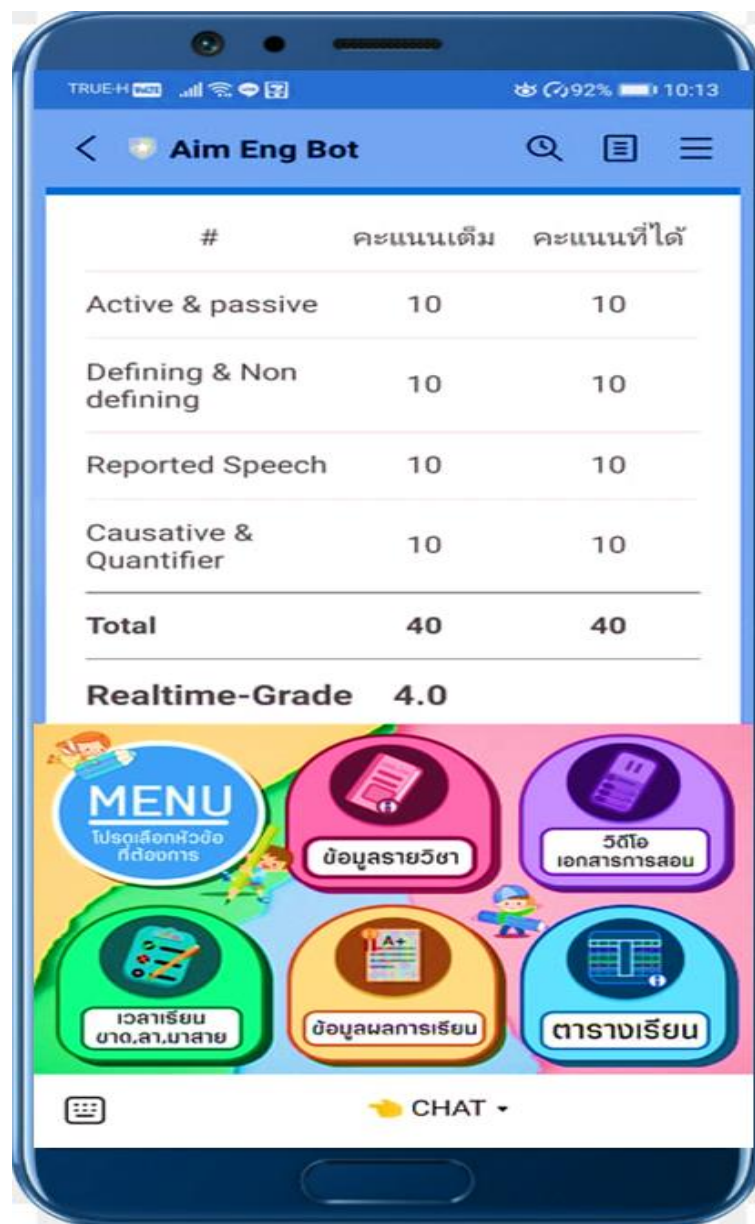 TRUE-H VoLTE 92% 10:13
Aim Eng Bot
# คะแนนเต็ม คะแนนที่ได้
Active & passive 10 10
Defining & Non
defining 10 10
Reported Speech 10 10
Causative &
Quantifier 10 10
Total 40 40
Realtime-Grade 4.0
MENU
โปรดเลือกหัวข้อ
ที่ต้องการ
ข้อมูลรายวิชา
วิดีโอ
เอกสารการสอน
A+
เวลาเรียน
ขาด,ลา,มาสาย
ข้อมูลผลการเรียน
ตารางเรียน
CHAT